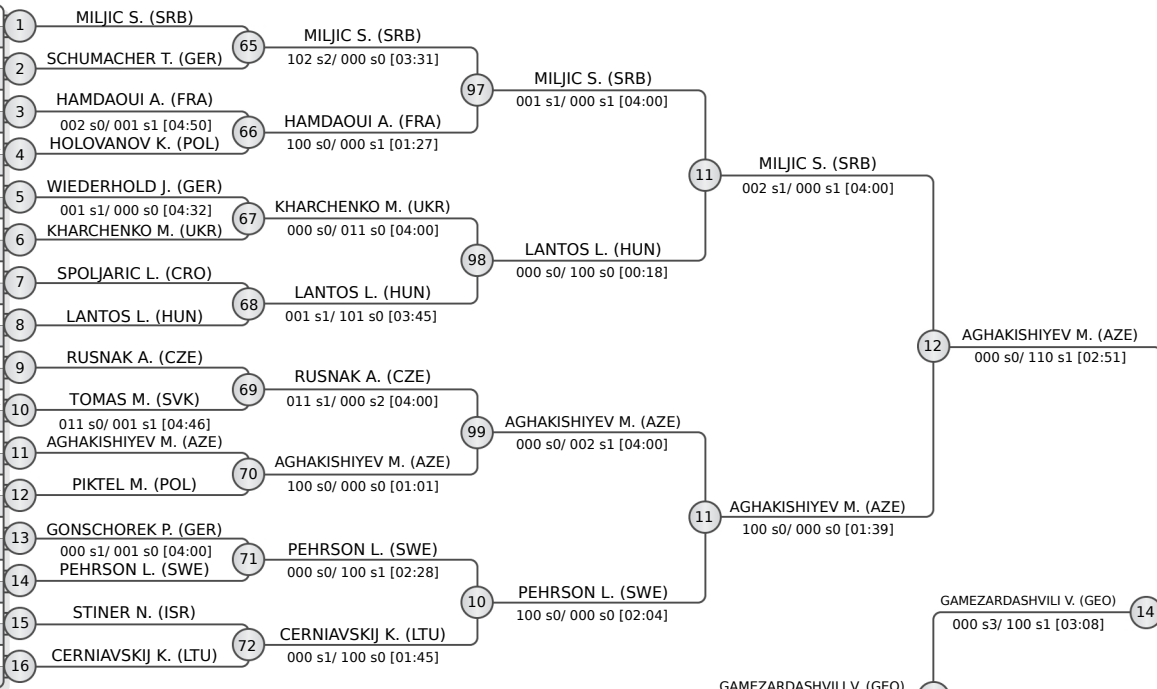 1
MILJIC S. (SRB)
65
MILJIC S. (SRB)
102 s2/ 000 s0 [03:31]
2
SCHUMACHER T. (GER)
97
MILJIC S. (SRB)
001 s1/ 000 s1 [04:00]
3
HAMDAOUI A. (FRA)
002 s0/ 001 s1 [04:50]
66
HAMDAOUI A. (FRA)
100 s0/ 000 s1 [01:27]
4
HOLOVANOV K. (POL)
11
MILJIC S. (SRB)
002 s1/ 000 s1 [04:00]
5
WIEDERHOLD J. (GER)
001 s1/ 000 s0 [04:32]
67
KHARCHENKO M. (UKR)
000 s0/ 011 s0 [04:00]
6
KHARCHENKO M. (UKR)
98
LANTOS L. (HUN)
000 s0/ 100 s0 [00:18]
7
SPOLJARIC L. (CRO)
68
LANTOS L. (HUN)
001 s1/ 101 s0 [03:45]
8
LANTOS L. (HUN)
12
AGHAKISHIYEV M. (AZE)
000 s0/ 110 s1 [02:51]
9
RUSNAK A. (CZE)
69
RUSNAK A. (CZE)
011 s1/ 000 s2 [04:00]
10
TOMAS M. (SVK)
011 s0/ 001 s1 [04:46]
99
AGHAKISHIYEV M. (AZE)
000 s0/ 002 s1 [04:00]
11
AGHAKISHIYEV M. (AZE)
70
AGHAKISHIYEV M. (AZE)
100 s0/ 000 s0 [01:01]
12
PIKTEL M. (POL)
11
AGHAKISHIYEV M. (AZE)
100 s0/ 000 s0 [01:39]
13
GONSCHOREK P. (GER)
000 s1/ 001 s0 [04:00]
71
PEHRSON L. (SWE)
000 s0/ 100 s1 [02:28]
14
PEHRSON L. (SWE)
10
PEHRSON L. (SWE)
100 s0/ 000 s0 [02:04]
15
STINER N. (ISR)
72
CERNIAVSKIJ K. (LTU)
000 s1/ 100 s0 [01:45]
16
CERNIAVSKIJ K. (LTU)
GAMEZARDASHVILI V. (GEO)
000 s3/ 100 s1 [03:08]
14
GAMEZARDASHVILI V. (GEO)